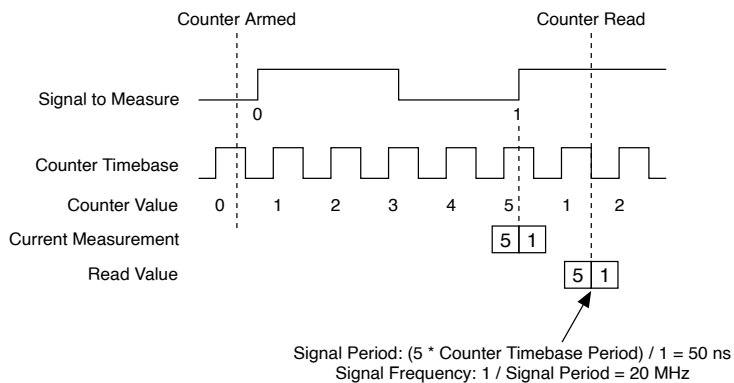 Counter Armed Counter Read
Signal to Measure
0 1
Counter Timebase
Counter Value 0 1 2 3 4 5 1 2
Current Measurement 5 1
Read Value 5 1
Signal Period: (5 * Counter Timebase Period) / 1 = 50 ns
Signal Frequency: 1 / Signal Period = 20 MHz